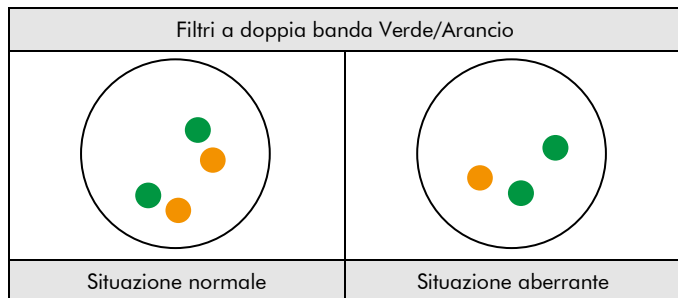 Filtri a doppia banda Verde/Arancio
Situazione normale
Situazione aberrante